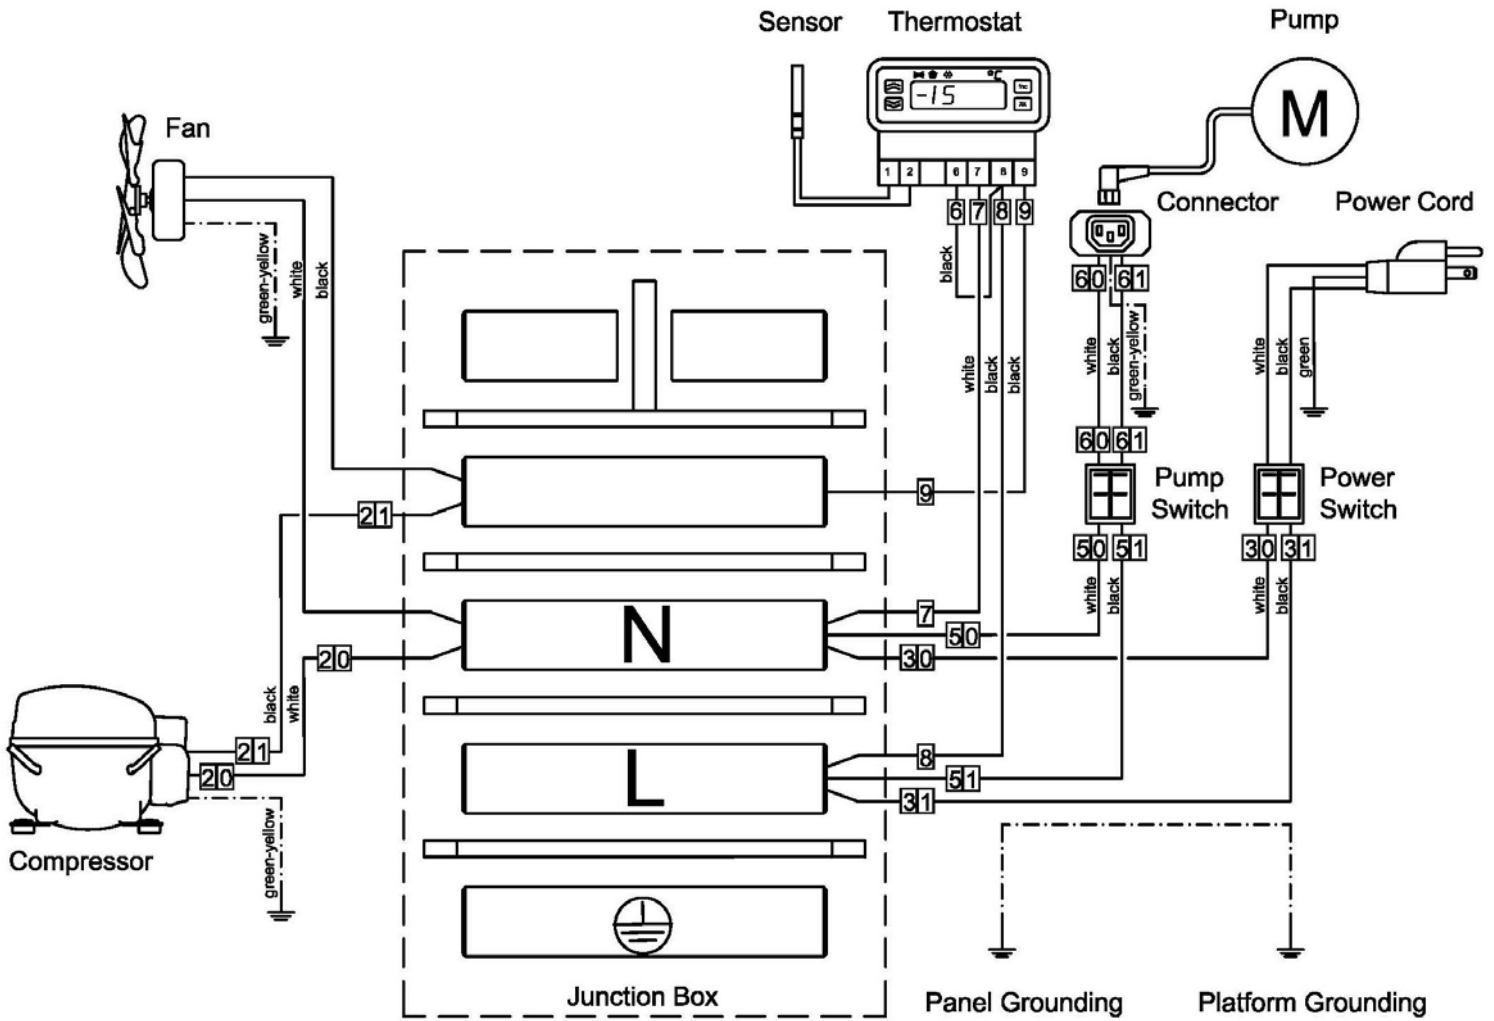 Sensor Thermostat Pump
°C
-15
M
Fan
1 2 6 7 8 9
Connector Power Cord
6 7 8 9
60 61
green-yellow white black
black
white black black
white black green-yellow
white black green
60 61
Pump Switch
Power Switch
21
9
50 51
30 31
white black
white black
N
7
50
30
20
black white
21
20
L
8
51
31
Compressor
green-yellow
Junction Box
Panel Grounding Platform Grounding